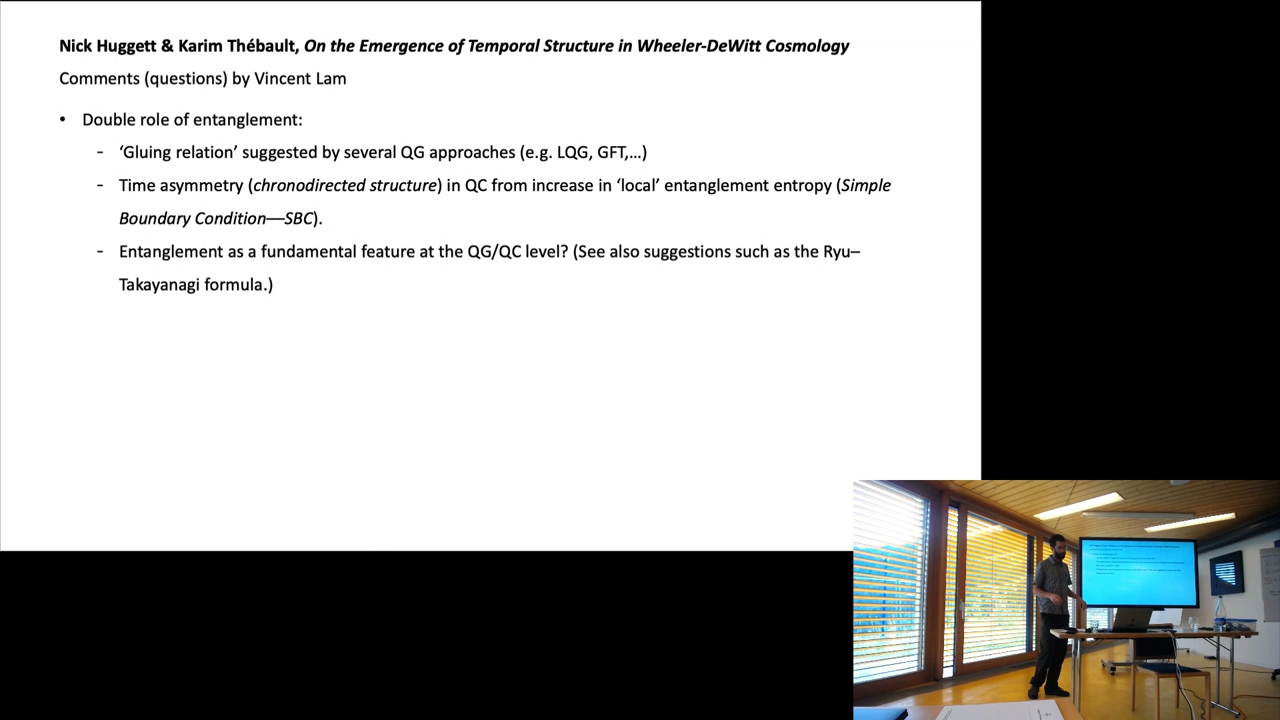 Nick Huggett & Karim Thébault, On the Emergence of Temporal Structure in Wheeler-DeWitt Cosmology
Comments (questions) by Vincent Lam
• Double role of entanglement:
- ‘Gluing relation’ suggested by several QG approaches (e.g. LQG, GFT,…)
- Time asymmetry (chronodirected structure) in QC from increase in ‘local’ entanglement entropy (Simple
Boundary Condition—SBC).
- Entanglement as a fundamental feature at the QG/QC level? (See also suggestions such as the Ryu–
Takayanagi formula.)